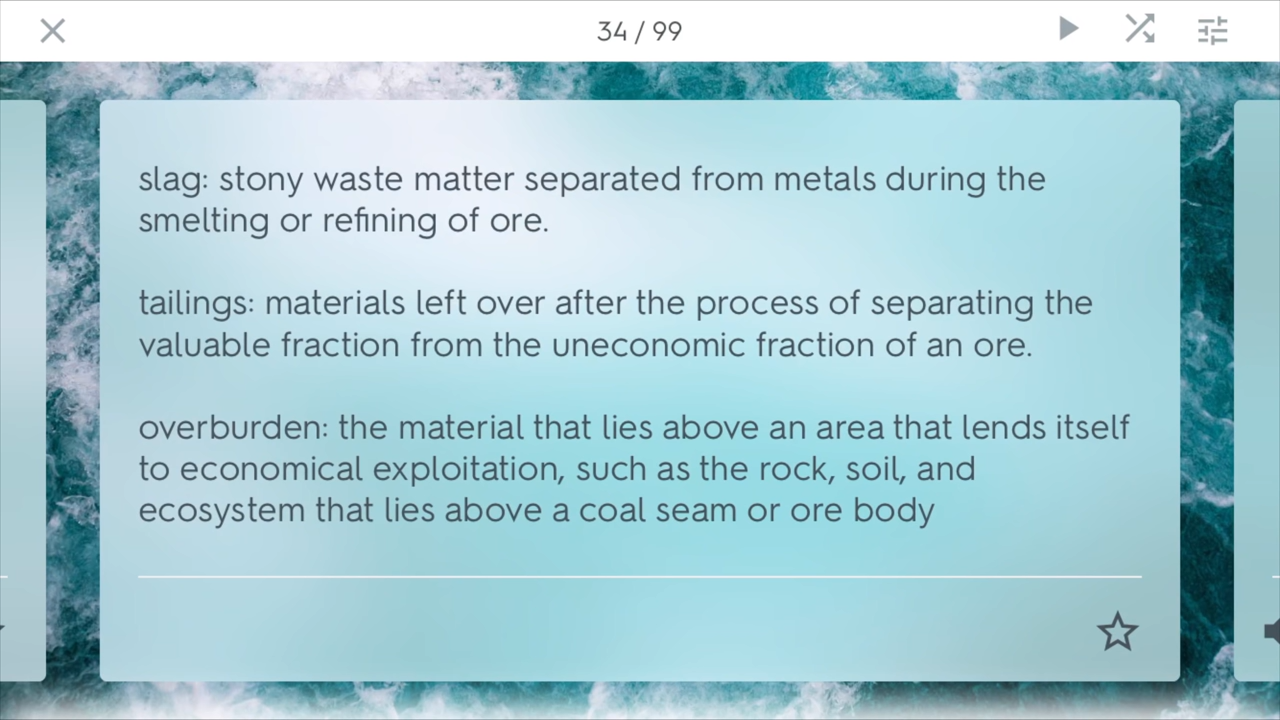 34 / 99
slag: stony waste matter separated from metals during the
smelting or refining of ore.
tailings: materials left over after the process of separating the
valuable fraction from the uneconomic fraction of an ore.
overburden: the material that lies above an area that lends itself
to economical exploitation, such as the rock, soil, and
ecosystem that lies above a coal seam or ore body